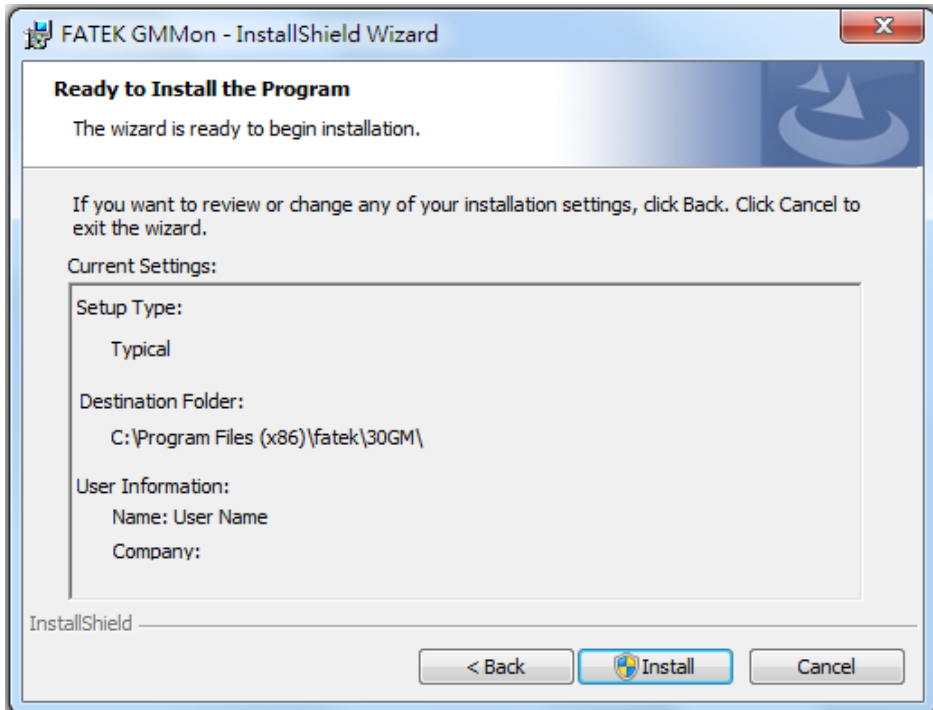 FATEK GMMon - InstallShield Wizard
Ready to Install the Program
The wizard is ready to begin installation.
If you want to review or change any of your installation settings, click Back. Click Cancel to
exit the wizard.
Current Settings:
Setup Type:
Typical
Destination Folder:
C:\Program Files (x86)\fatek\30GM\
User Information:
Name: User Name
Company:
InstallShield
< Back
Install
Cancel